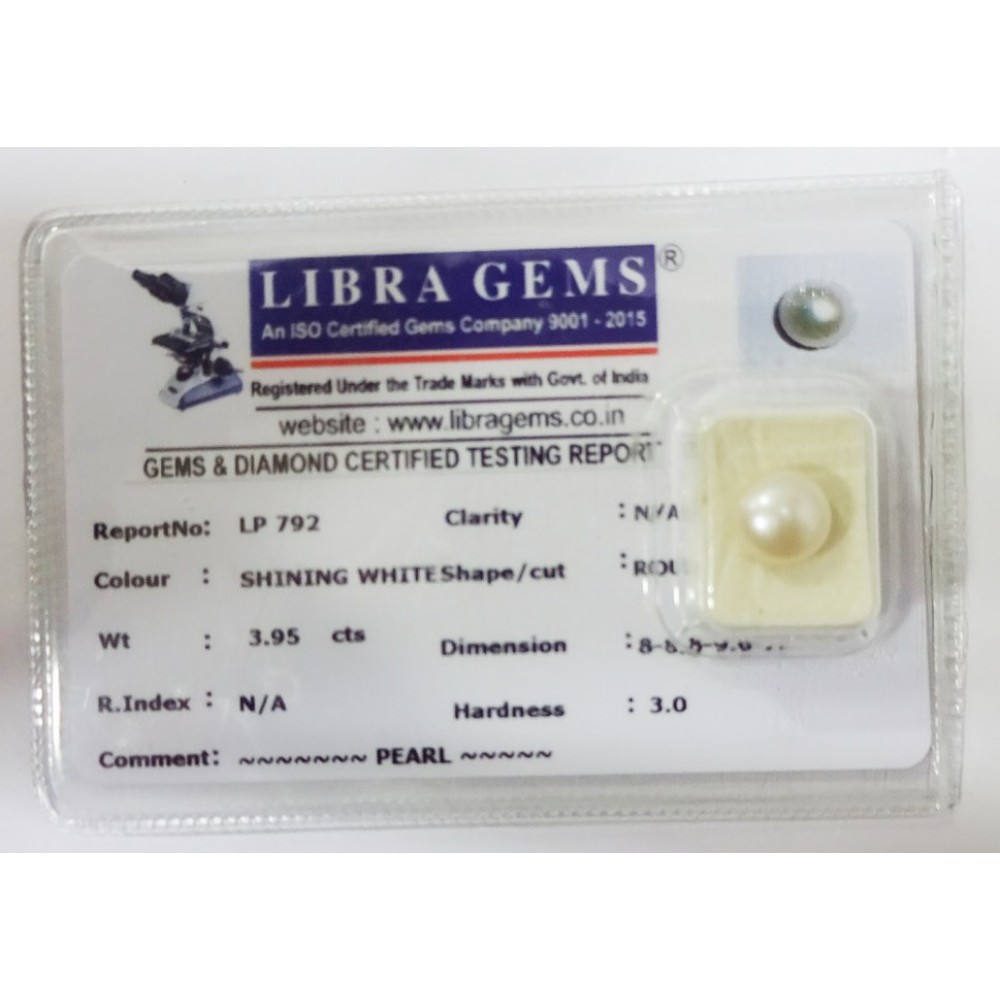 LIBRA GEMS ®
An ISO Certified Gems Company 9001 - 2015
Registered Under the Trade Marks with Govt. of India
website : www.libragems.co.in
GEMS & DIAMOND CERTIFIED TESTING REPORT
ReportNo: LP 792 Clarity : N/A
Colour : SHINING WHITE Shape/cut :
Wt : 3.95 cts Dimension :
R.Index : N/A Hardness : 3.0
Comment: ~~~~~~~ PEARL ~~~~~